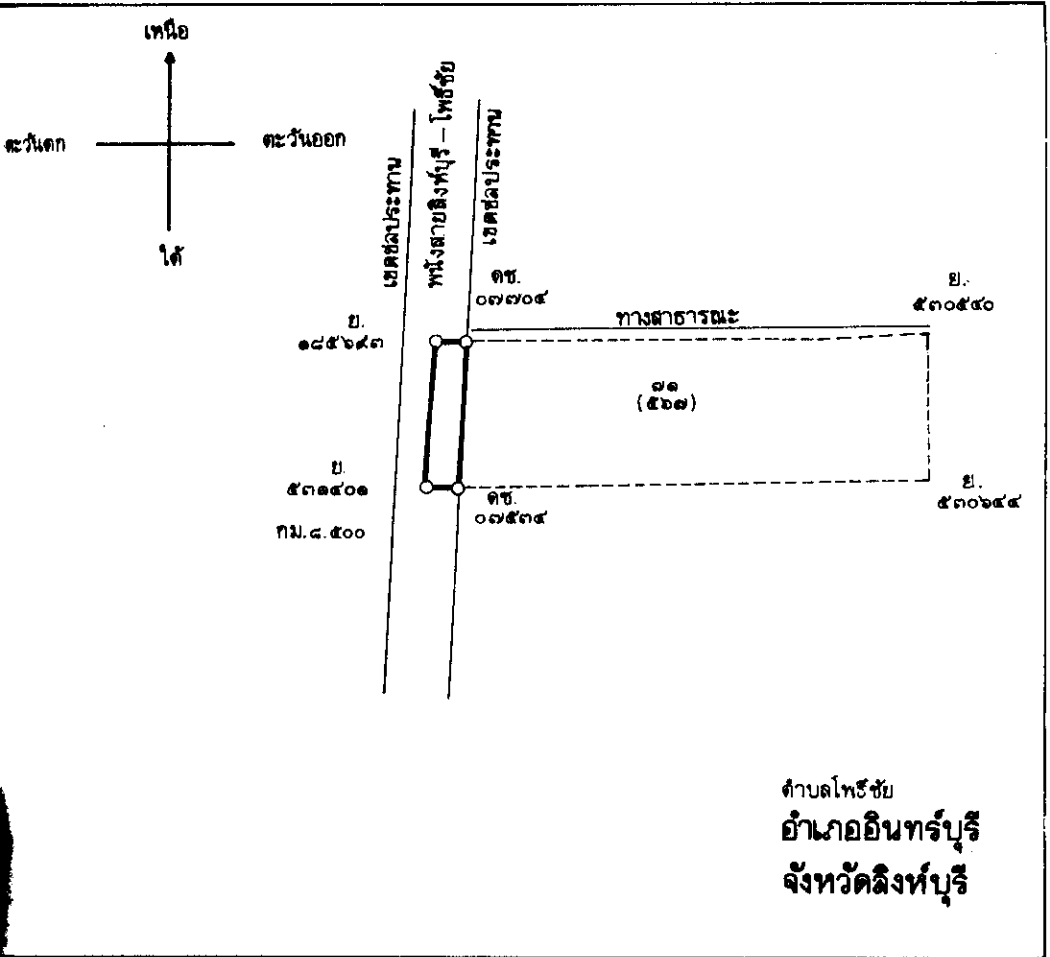 เหนือ
ตะวันตก
ตะวันออก
ใต้
เขตชลประทาน
พนังสายสิงห์บุรี – โพธิ์ชัย
เขตชลประทาน
ดช.
๐๗๗๐๔
ย.
๕๓๐๕๔๐
ทางสาธารณะ
ย.
๑๘๕๖๙๓
๗๑
(๕๖๗)
ย.
๕๓๑๔๐๑
ดช.
๐๗๕๓๔
ย.
๕๓๐๖๔๔
กม.๘.๕๐๐
ตำบลโพธิ์ชัย
อำเภออินทร์บุรี
จังหวัดสิงห์บุรี